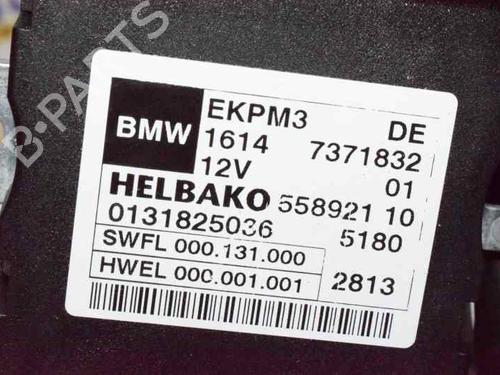 B-PARTS
BMW
EKPM3 DE
1614 7371832
12V 01
HELBAKO 558921 10
0131825036 5180
SWFL 000.131.000
HWEL 000.001.001 2813